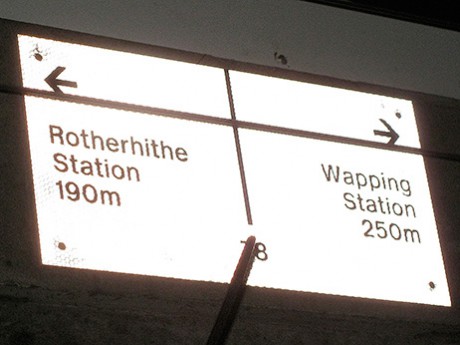 Rotherhithe
Station
190m
Wapping
Station
250m